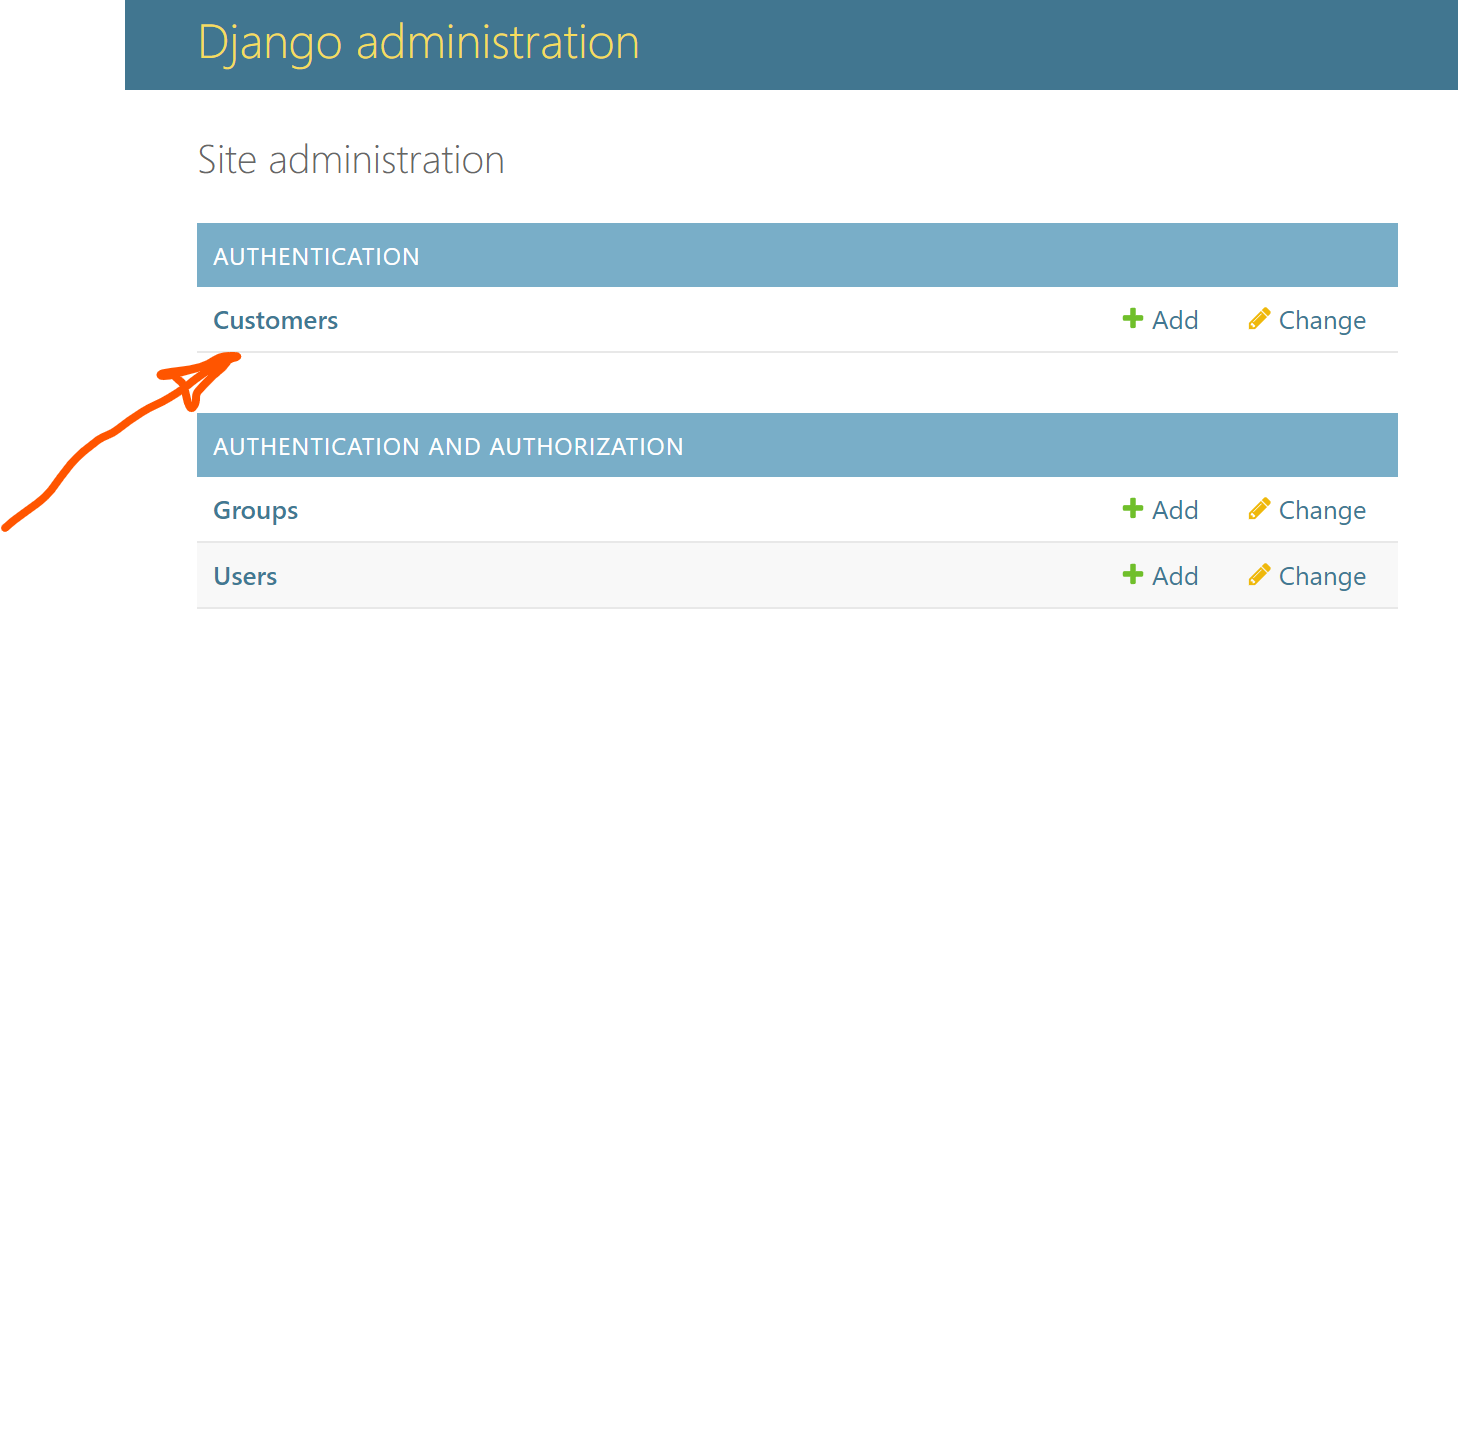 Django administration
Site administration
AUTHENTICATION
Customers Add Change
AUTHENTICATION AND AUTHORIZATION
Groups Add Change
Users Add Change